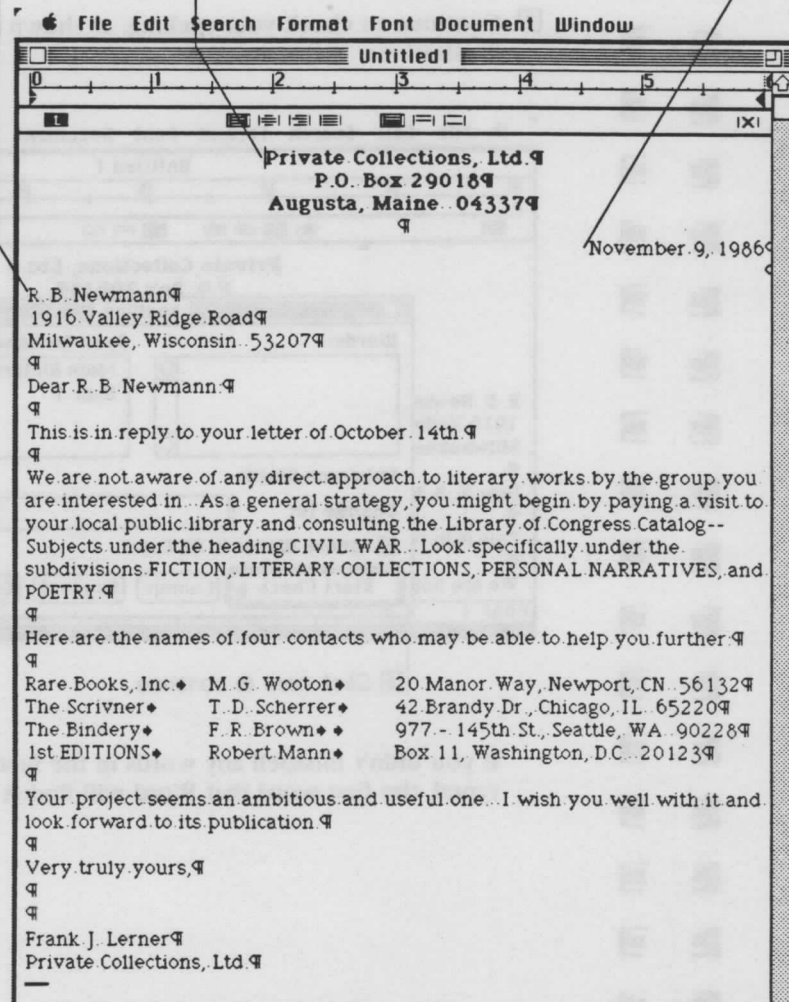 File Edit Search Format Font Document Window
Untitled1
0 1 2 3 4 5
Private Collections, Ltd.¶
P.O. Box 29018¶
Augusta, Maine 04337¶
¶
November 9, 1986
R. B. Newmann¶
1916 Valley Ridge Road¶
Milwaukee, Wisconsin 53207¶
¶
Dear R. B. Newmann:¶
¶
This is in reply to your letter of October 14th.¶
¶
We are not aware of any direct approach to literary works by the group you
are interested in. As a general strategy, you might begin by paying a visit to
your local public library and consulting the Library of Congress Catalog--
Subjects under the heading CIVIL WAR. Look specifically under the
subdivisions FICTION, LITERARY COLLECTIONS, PERSONAL NARRATIVES, and
POETRY.¶
¶
Here are the names of four contacts who may be able to help you further:¶
¶
Rare Books, Inc. M. G. Wooton 20 Manor Way, Newport, CN 56132¶
The Scrivner T. D. Scherrer 42 Brandy Dr., Chicago, IL 65220¶
The Bindery F. R. Brown 977 - 145th St., Seattle, WA 90228¶
1st EDITIONS Robert Mann Box 11, Washington, D.C. 20123¶
¶
Your project seems an ambitious and useful one. I wish you well with it and
look forward to its publication.¶
¶
Very truly yours,¶
¶
¶
Frank J. Lerner¶
Private Collections, Ltd.¶